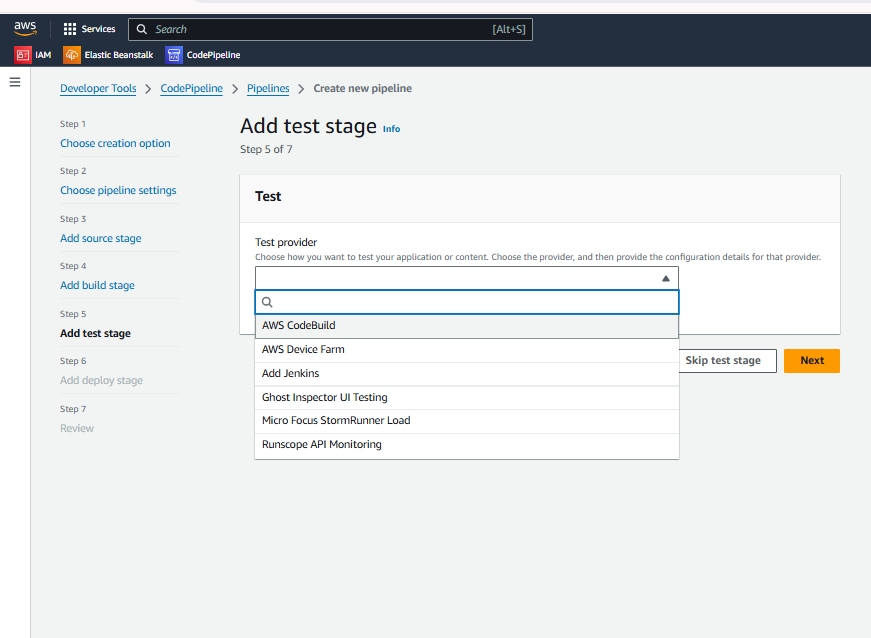 aws
Services
Search
[Alt+S]
IAM
Elastic Beanstalk
CodePipeline
Developer Tools
CodePipeline
Pipelines
Create new pipeline
Step 1
Choose creation option
Step 2
Choose pipeline settings
Step 3
Add source stage
Step 4
Add build stage
Step 5
Add test stage
Step 6
Add deploy stage
Step 7
Review
Add test stage Info
Step 5 of 7
Test
Test provider
Choose how you want to test your application or content. Choose the provider, and then provide the configuration details for that provider.
AWS CodeBuild
AWS Device Farm
Add Jenkins
Ghost Inspector UI Testing
Micro Focus StormRunner Load
Runscope API Monitoring
Skip test stage
Next